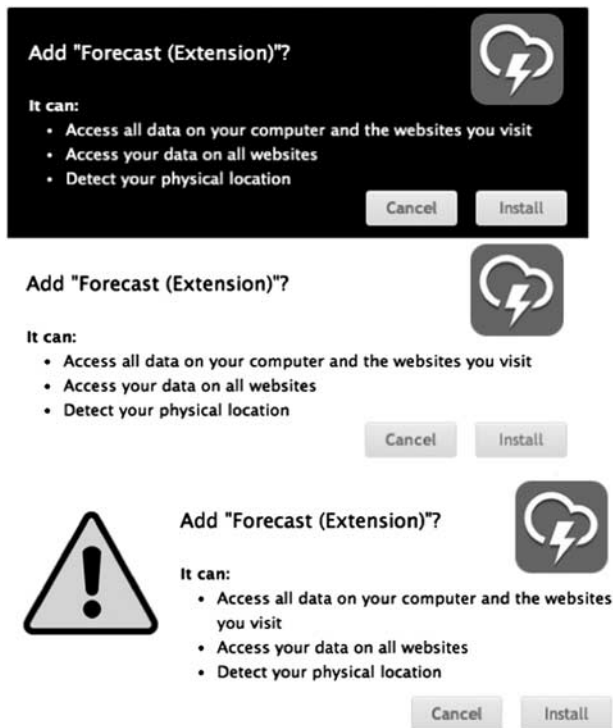 Add "Forecast (Extension)"?
It can:
• Access all data on your computer and the websites you visit
• Access your data on all websites
• Detect your physical location
Cancel Install
Add "Forecast (Extension)"?
It can:
• Access all data on your computer and the websites you visit
• Access your data on all websites
• Detect your physical location
Cancel Install
!
Add "Forecast (Extension)"?
It can:
• Access all data on your computer and the websites
you visit
• Access your data on all websites
• Detect your physical location
Cancel Install